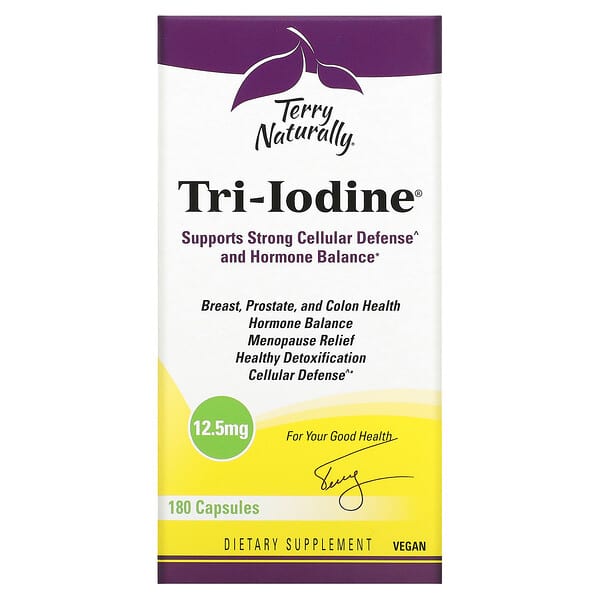 Terry
Naturally®
Tri-Iodine®
Supports Strong Cellular Defense^
and Hormone Balance*
Breast, Prostate, and Colon Health
Hormone Balance
Menopause Relief
Healthy Detoxification
Cellular Defense^*
12.5mg
For Your Good Health
Terry
180 Capsules
DIETARY SUPPLEMENT
VEGAN